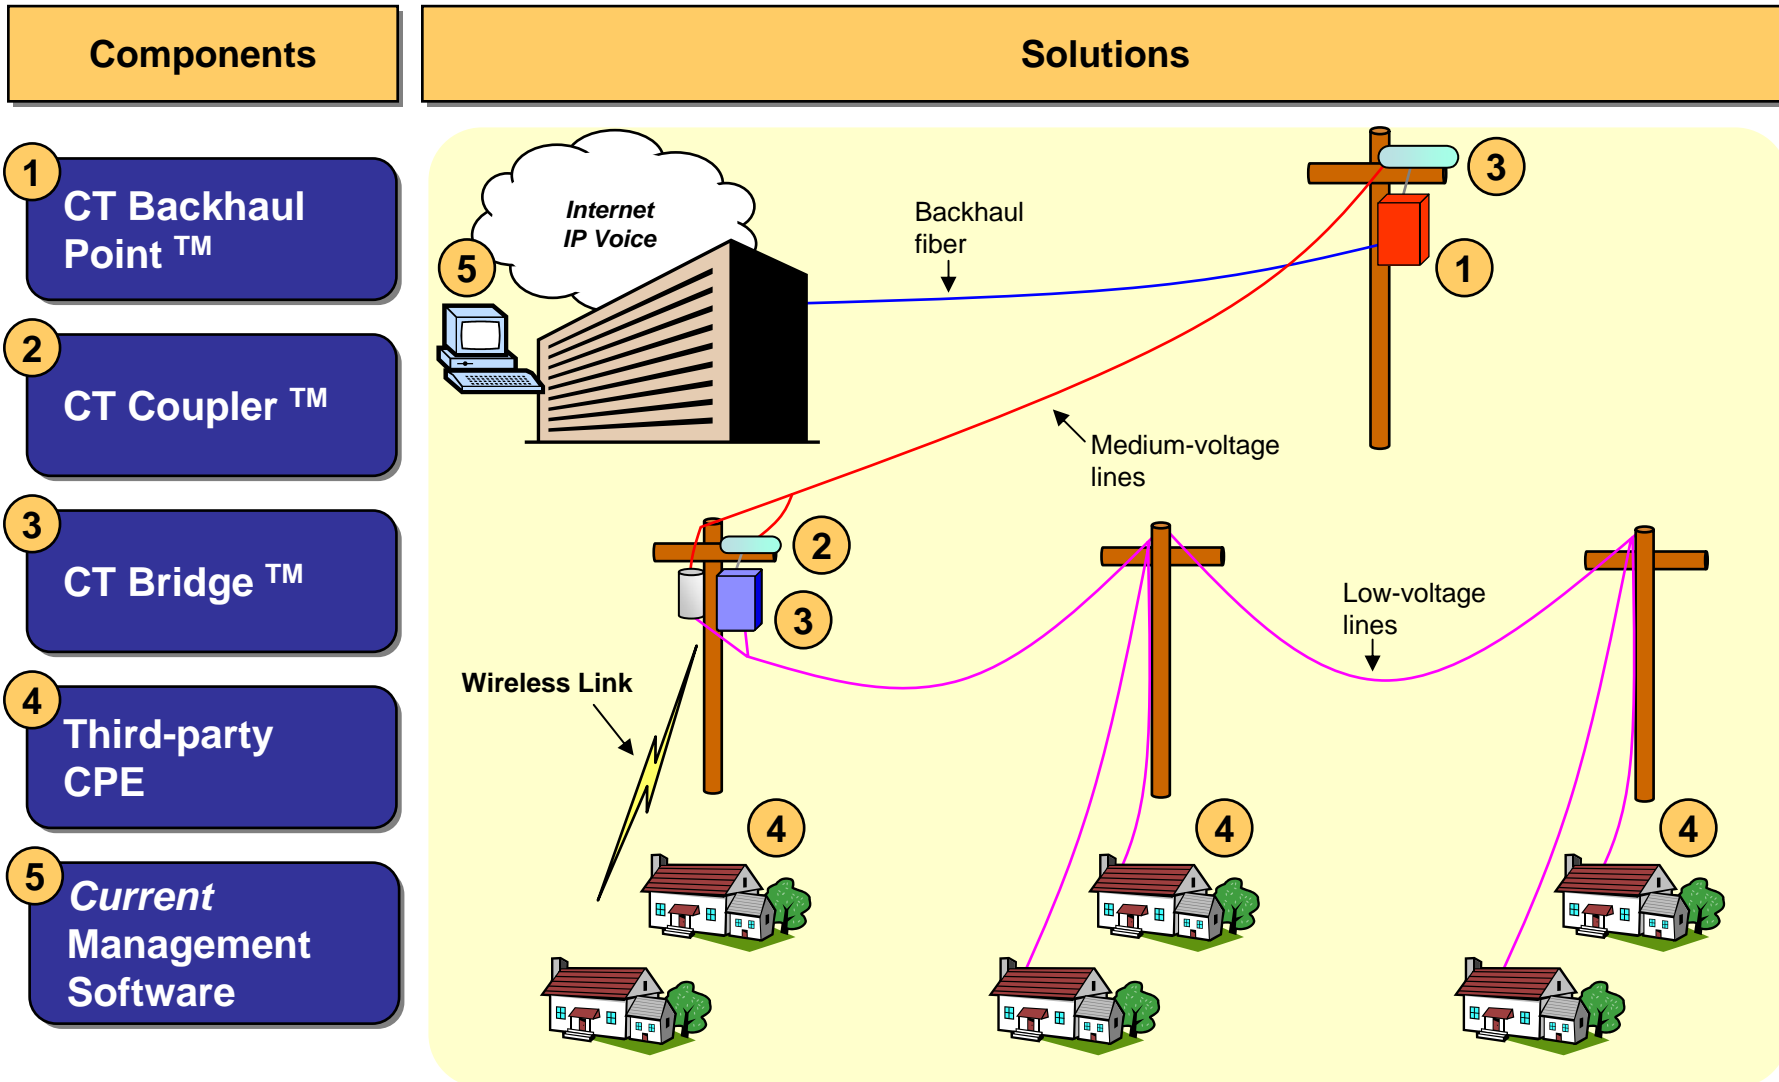 Components
Solutions
1
CT Backhaul
Point TM
2
CT Coupler TM
3
CT Bridge TM
4
Third-party
CPE
5
Current
Management
Software
Internet
IP Voice
5
Backhaul
fiber
3
1
Medium-voltage
lines
2
3
Low-voltage
lines
Wireless Link
4
4
4